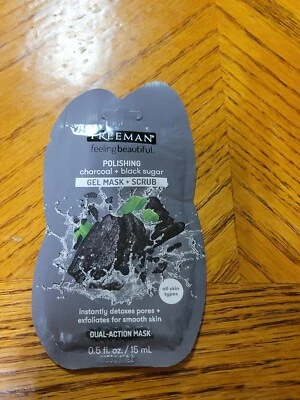 FREEMAN
feelingbeautiful
POLISHING
charcoal + black sugar
GEL MASK + SCRUB
all skin
types
instantly detoxes pores +
exfoliates for smooth skin
DUAL-ACTION MASK
0.5 fl. oz. / 15 mL